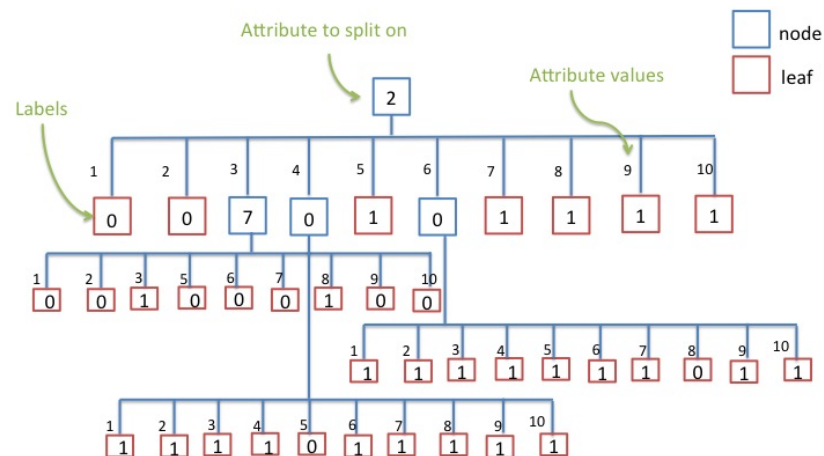 Attribute to split on
node
leaf
Attribute values
Labels
2
1 2 3 4 5 6 7 8 9 10
0 0 7 0 1 0 1 1 1 1
1 2 3 5 6 7 8 9 10
0 0 1 0 0 0 1 0 0
1 2 3 4 5 6 7 8 9 10
1 1 1 1 1 1 1 0 1 1
1 2 3 4 5 6 7 8 9 10
1 1 1 1 0 1 1 1 1 1